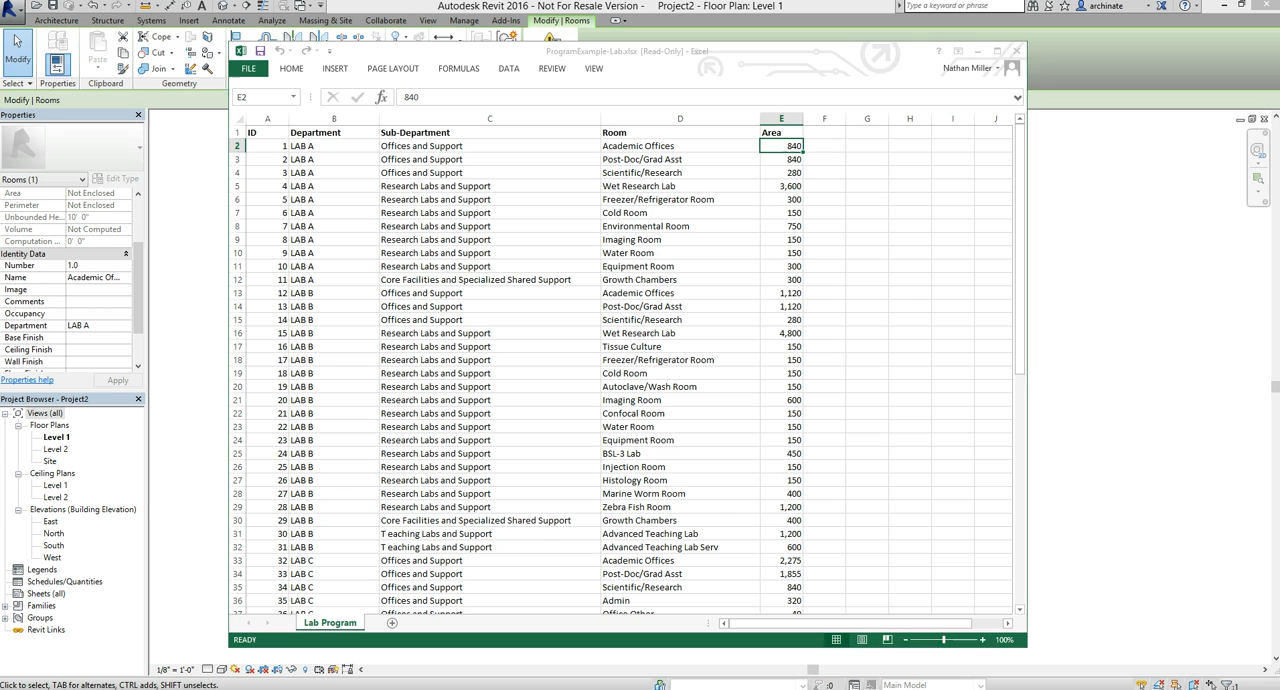 Autodesk Revit 2016 - Not For Resale Version - Project2 - Floor Plan: Level 1
Type a keyword or phrase
archinate
Architecture Structure Systems Insert Annotate Analyze Massing & Site Collaborate View Manage Add-Ins Modify | Rooms
Modify
Paste
Cope
Cut
Join
Select Properties Clipboard Geometry
Modify | Rooms
Properties
Rooms (1) Edit Type
Area Not Enclosed
Perimeter Not Enclosed
Unbounded He... 10' 0"
Volume Not Computed
Computation ... 0' 0"
Identity Data
Number 1.0
Name Academic Of...
Image
Comments
Occupancy
Department LAB A
Base Finish
Ceiling Finish
Wall Finish
Properties help Apply
Project Browser - Project2
Views (all)
Floor Plans
Level 1
Level 2
Site
Ceiling Plans
Level 1
Level 2
Elevations (Building Elevation)
East
North
South
West
Legends
Schedules/Quantities
Sheets (all)
Families
Groups
Revit Links
ProgramExample-Lab.xlsx [Read-Only] - Excel
FILE HOME INSERT PAGE LAYOUT FORMULAS DATA REVIEW VIEW Nathan Miller
E2 fx 840
A B C D E F G H I J
1 ID Department Sub-Department Room Area
2 1 LAB A Offices and Support Academic Offices 840
3 2 LAB A Offices and Support Post-Doc/Grad Asst 840
4 3 LAB A Offices and Support Scientific/Research 280
5 4 LAB A Research Labs and Support Wet Research Lab 3,600
6 5 LAB A Research Labs and Support Freezer/Refrigerator Room 300
7 6 LAB A Research Labs and Support Cold Room 150
8 7 LAB A Research Labs and Support Environmental Room 750
9 8 LAB A Research Labs and Support Imaging Room 150
10 9 LAB A Research Labs and Support Water Room 150
11 10 LAB A Research Labs and Support Equipment Room 300
12 11 LAB A Core Facilities and Specialized Shared Support Growth Chambers 300
13 12 LAB B Offices and Support Academic Offices 1,120
14 13 LAB B Offices and Support Post-Doc/Grad Asst 1,120
15 14 LAB B Offices and Support Scientific/Research 280
16 15 LAB B Research Labs and Support Wet Research Lab 4,800
17 16 LAB B Research Labs and Support Tissue Culture 150
18 17 LAB B Research Labs and Support Freezer/Refrigerator Room 150
19 18 LAB B Research Labs and Support Cold Room 150
20 19 LAB B Research Labs and Support Autoclave/Wash Room 150
21 20 LAB B Research Labs and Support Imaging Room 600
22 21 LAB B Research Labs and Support Confocal Room 150
23 22 LAB B Research Labs and Support Water Room 150
24 23 LAB B Research Labs and Support Equipment Room 150
25 24 LAB B Research Labs and Support BSL-3 Lab 450
26 25 LAB B Research Labs and Support Injection Room 150
27 26 LAB B Research Labs and Support Histology Room 150
28 27 LAB B Research Labs and Support Marine Worm Room 400
29 28 LAB B Research Labs and Support Zebra Fish Room 1,200
30 29 LAB B Core Facilities and Specialized Shared Support Growth Chambers 400
31 30 LAB B T eaching Labs and Support Advanced Teaching Lab 1,200
32 31 LAB B T eaching Labs and Support Advanced Teaching Lab Serv 600
33 32 LAB C Offices and Support Academic Offices 2,275
34 33 LAB C Offices and Support Post-Doc/Grad Asst 1,855
35 34 LAB C Offices and Support Scientific/Research 840
36 35 LAB C Offices and Support Admin 320
37 36 LAB C Offices and Support Office Other 40
Lab Program
READY 100%
1/8" = 1'-0"
Click to select, TAB for alternates, CTRL adds, SHIFT unselects.
:0 Main Model :1